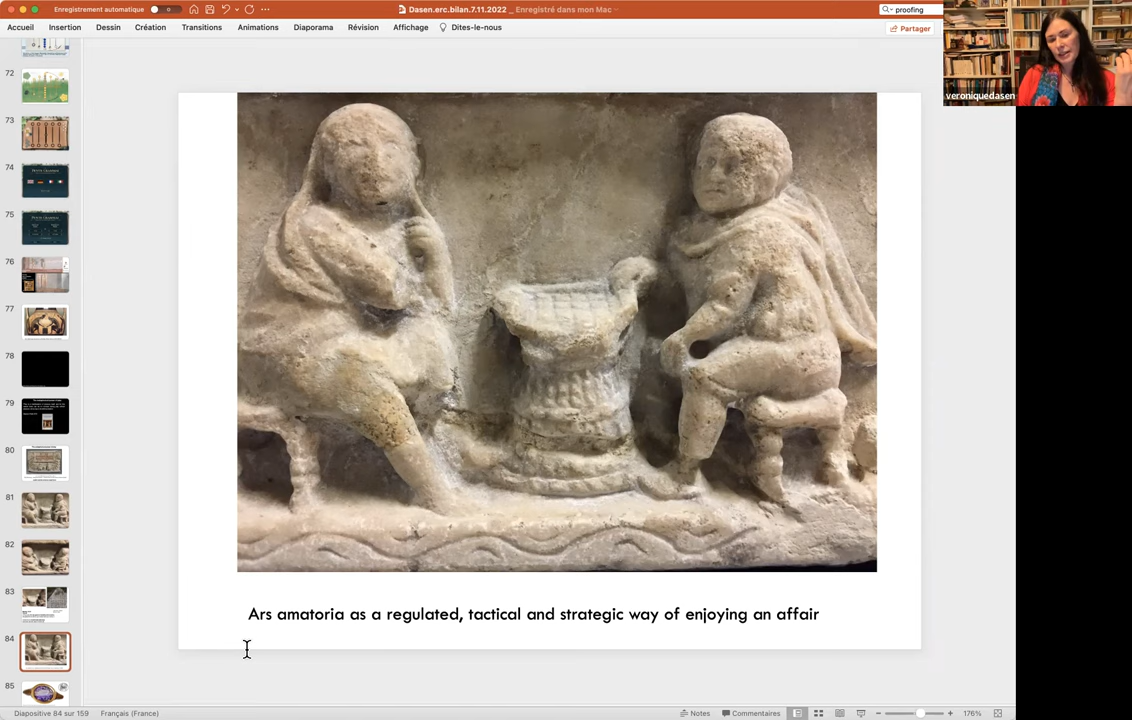 Enregistrement automatique
Dasen.erc.bilan.7.11.2022 _ Enregistré dans mon Mac
proofing
Accueil Insertion Dessin Création Transitions Animations Diaporama Révision Affichage Dites-le-nous
Partager
veroniquedasen
72
73
74
75
76
77
78
79
80
81
82
83
84
85
Ars amatoria as a regulated, tactical and strategic way of enjoying an affair
Diapositive 84 sur 159 Français (France) Notes Commentaires 176%